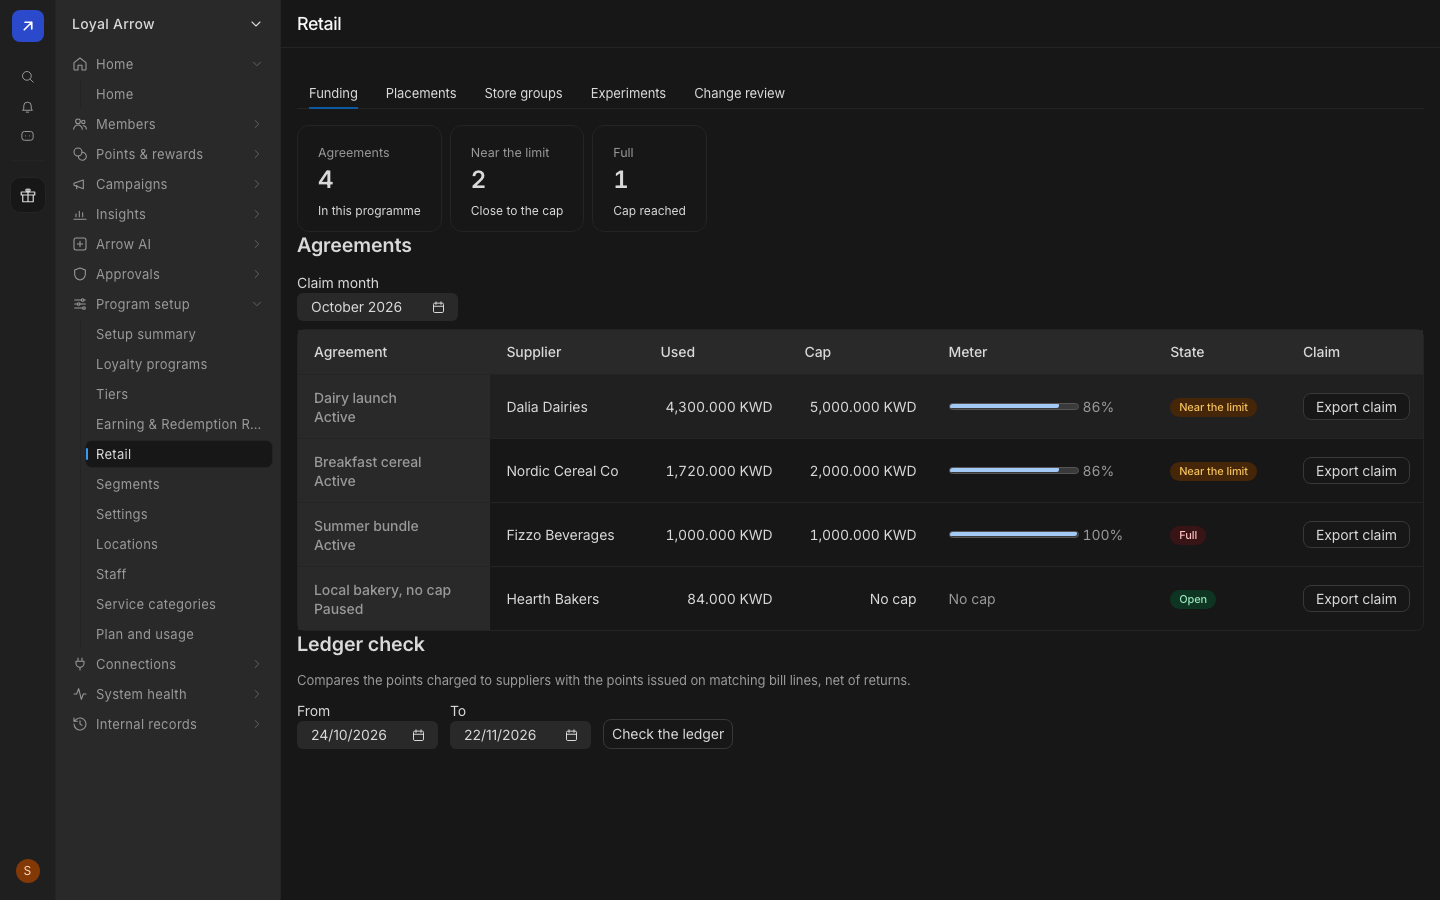 Loyal Arrow
Home
Home
Members
Points & rewards
Campaigns
Insights
Arrow AI
Approvals
Program setup
Setup summary
Loyalty programs
Tiers
Earning & Redemption R...
Retail
Segments
Settings
Locations
Staff
Service categories
Plan and usage
Connections
System health
Internal records
S
Retail
Funding Placements Store groups Experiments Change review
Agreements
4
In this programme
Near the limit
2
Close to the cap
Full
1
Cap reached
Agreements
Claim month
October 2026
Agreement Supplier Used Cap Meter State Claim
Dairy launch
Active
Dalia Dairies 4,300.000 KWD 5,000.000 KWD 86% Near the limit Export claim
Breakfast cereal
Active
Nordic Cereal Co 1,720.000 KWD 2,000.000 KWD 86% Near the limit Export claim
Summer bundle
Active
Fizzo Beverages 1,000.000 KWD 1,000.000 KWD 100% Full Export claim
Local bakery, no cap
Paused
Hearth Bakers 84.000 KWD No cap No cap Open Export claim
Ledger check
Compares the points charged to suppliers with the points issued on matching bill lines, net of returns.
From To
24/10/2026 22/11/2026 Check the ledger